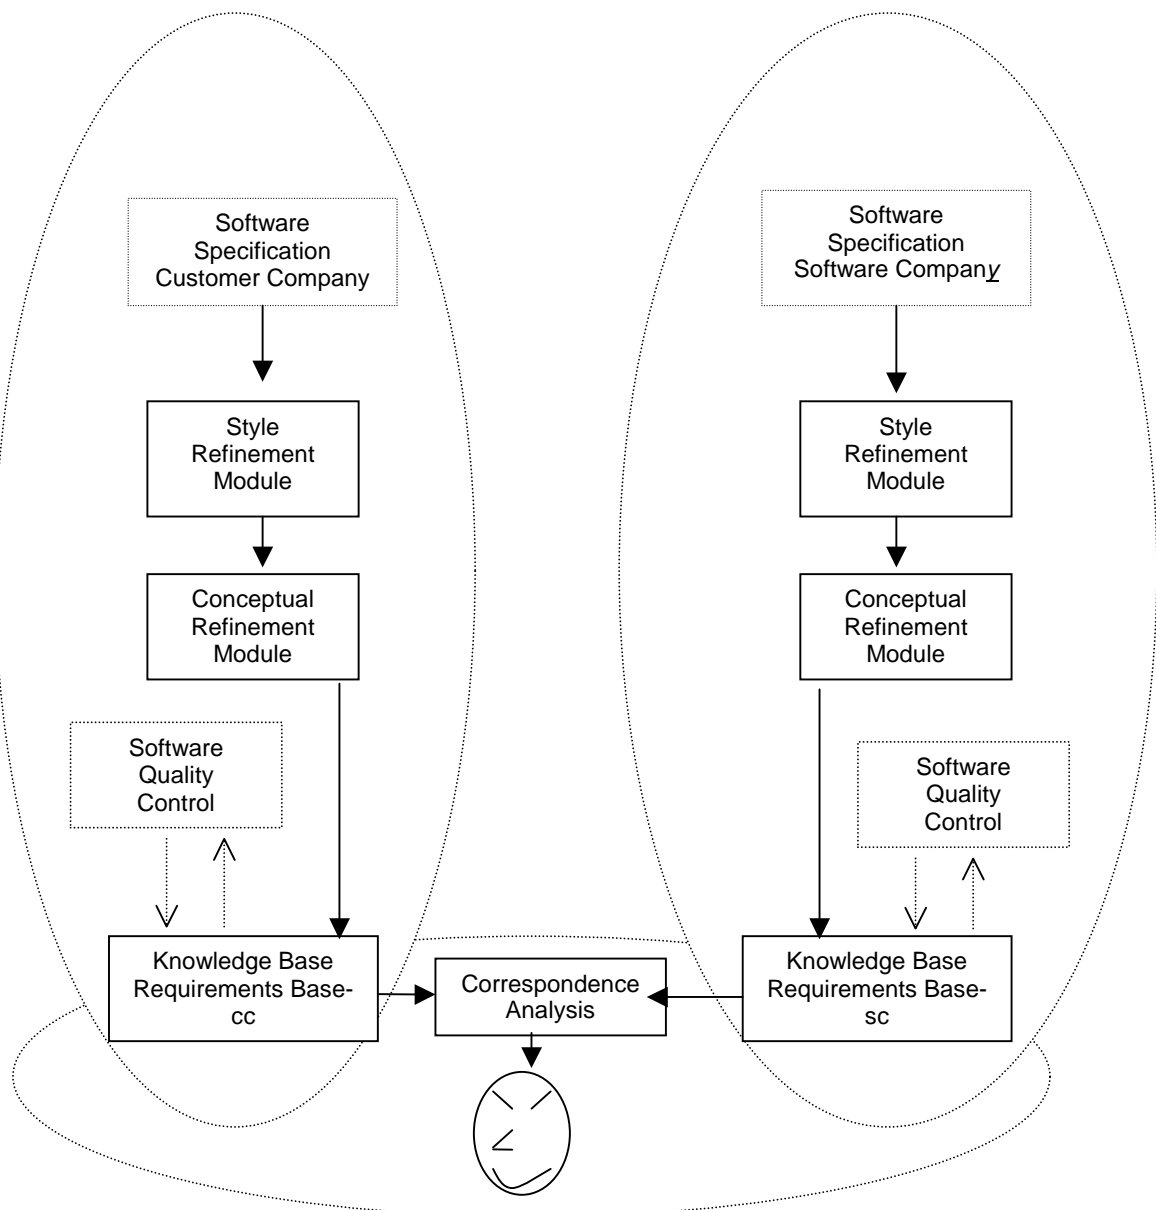 Software
Specification
Customer Company
Software
Specification
Software Company
Style
Refinement
Module
Style
Refinement
Module
Conceptual
Refinement
Module
Conceptual
Refinement
Module
Software
Quality
Control
Software
Quality
Control
Knowledge Base
Requirements Base-
cc
Correspondence
Analysis
Knowledge Base
Requirements Base-
sc